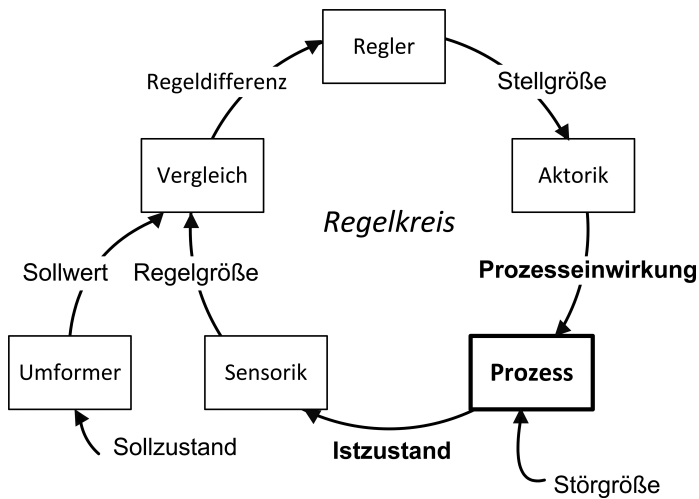 Regler
Regeldifferenz
Stellgröße
Vergleich
Aktorik
Regelkreis
Sollwert
Regelgröße
Prozesseinwirkung
Umformer
Sensorik
Prozess
Sollzustand
Istzustand
Störgröße